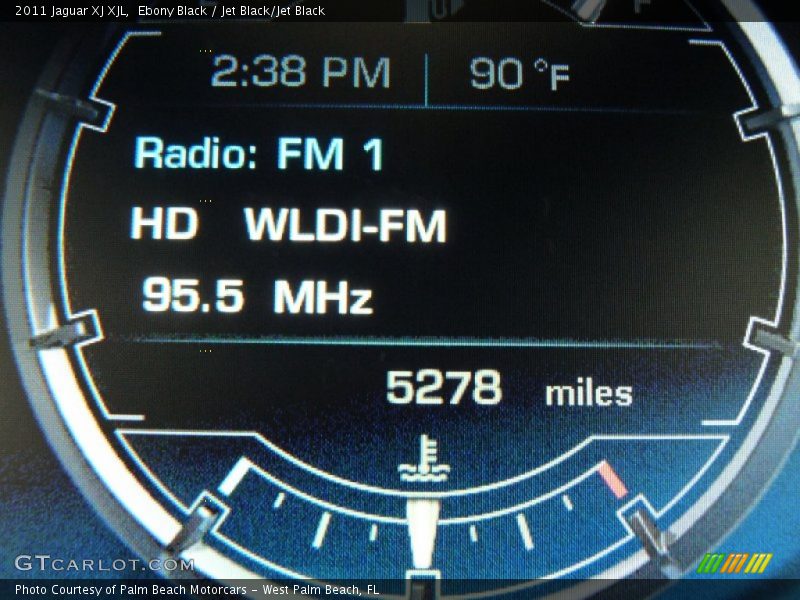 2011 Jaguar XJ XJL, Ebony Black / Jet Black/Jet Black
2:38 PM 90 °F
Radio: FM 1
HD WLDI-FM
95.5 MHz
5278 miles
GTCARLOT.COM
Photo Courtesy of Palm Beach Motorcars – West Palm Beach, FL